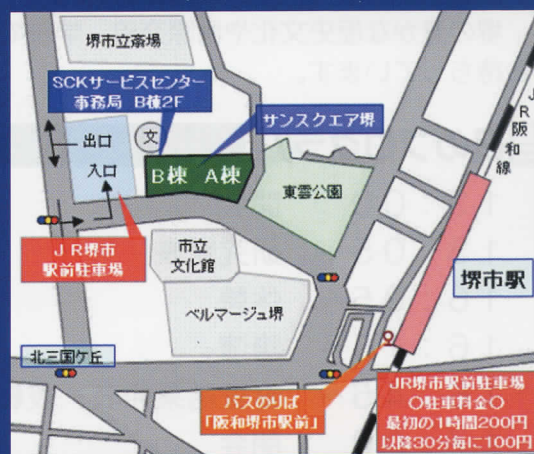 堺市立斎場
SCKサービスセンター
事務局 B棟2F
サンスクエア堺
JR阪和線
出口
入口
文
B棟 A棟
東雲公園
JR堺市
駅前駐車場
市立
文化館
堺市駅
ベルマージュ堺
北三国ケ丘
バスのりば
「阪和堺市駅前」
JR堺市駅前駐車場
○駐車料金○
最初の1時間200円
以降30分毎に100円